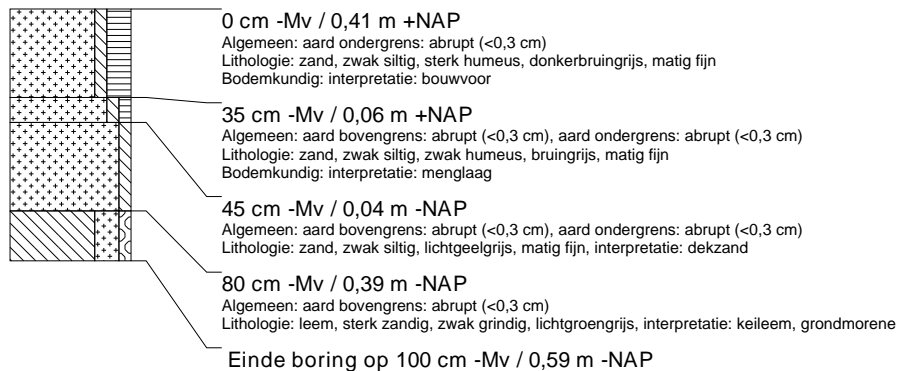 0 cm -Mv / 0,41 m +NAP
Algemeen: aard ondergrens: abrupt (<0,3 cm)
Lithologie: zand, zwak siltig, sterk humeus, donkerbruingrijs, matig fijn
Bodemkundig: interpretatie: bouwvoor
35 cm -Mv / 0,06 m +NAP
Algemeen: aard bovengrens: abrupt (<0,3 cm), aard ondergrens: abrupt (<0,3 cm)
Lithologie: zand, zwak siltig, zwak humeus, bruingrijs, matig fijn
Bodemkundig: interpretatie: menglaag
45 cm -Mv / 0,04 m -NAP
Algemeen: aard bovengrens: abrupt (<0,3 cm), aard ondergrens: abrupt (<0,3 cm)
Lithologie: zand, zwak siltig, lichtgeelgrijs, matig fijn, interpretatie: dekzand
80 cm -Mv / 0,39 m -NAP
Algemeen: aard bovengrens: abrupt (<0,3 cm)
Lithologie: leem, sterk zandig, zwak grindig, lichtgroengrijs, interpretatie: keileem, grondmorene
Einde boring op 100 cm -Mv / 0,59 m -NAP